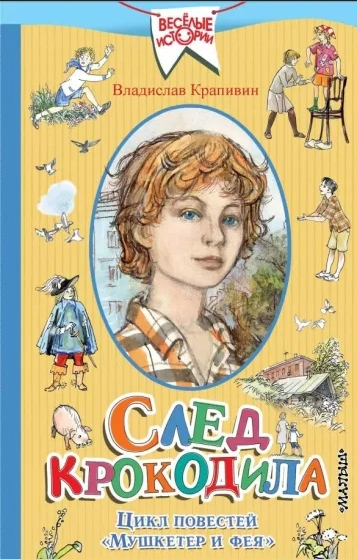 ВЕСЁЛЫЕ
ИСТОРИИ
Владислав Крапивин
СЛЕД
КРОКОДИЛА
Цикл повестей
«Мушкетер и фея»
«МАЛЫШ»